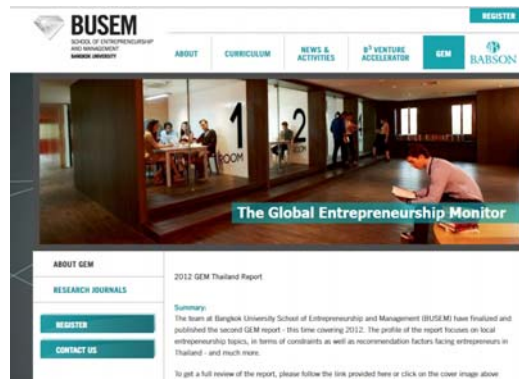 REGISTER
BUSEM
SCHOOL OF ENTREPRENEURSHIP
AND MANAGEMENT
BANGKOK UNIVERSITY
ABOUT
CURRICULUM
NEWS &
ACTIVITIES
B³ VENTURE
ACCELERATOR
GEM
BABSON
1
ROOM
2
ROOM
The Global Entrepreneurship Monitor
ABOUT GEM
RESEARCH JOURNALS
REGISTER
CONTACT US
2012 GEM Thailand Report
Summary:
The team at Bangkok University School of Entrepreneurship and Management (BUSEM) have finalized and
published the second GEM report - this time covering 2012. The profile of the report focuses on local
entrepreneurship topics, in terms of constraints as well as recommendation factors facing entrepreneurs in
Thailand - and much more.
To get a full review of the report, please follow the link provided here or click on the cover image above